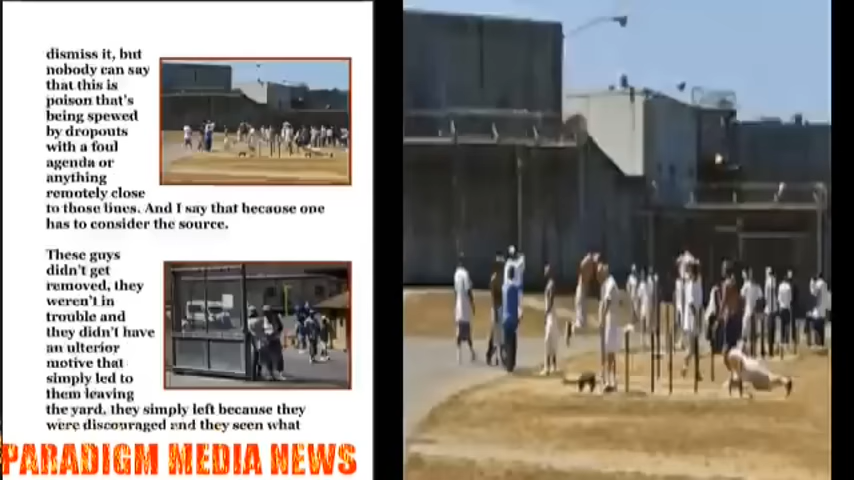 dismiss it, but
nobody can say
that this is
poison that's
being spewed
by dropouts
with a foul
agenda or
anything
remotely close
to those lines. And I say that because one
has to consider the source.
These guys
didn't get
removed, they
weren't in
trouble and
they didn't have
an ulterior
motive that
simply led to
them leaving
the yard, they simply left because they
were discouraged and they seen what
PARADIGM MEDIA NEWS